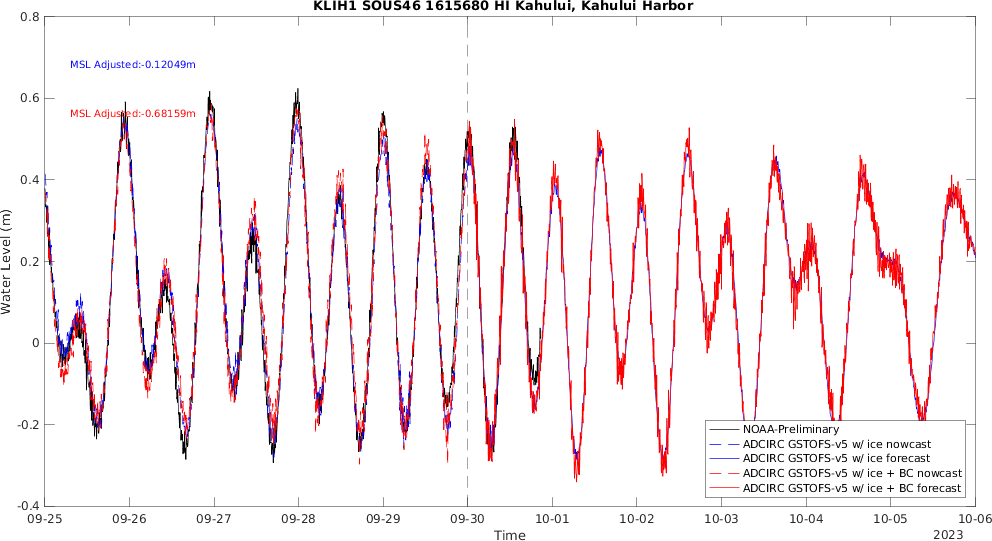 KLIH1 SOUS46 1615680 HI Kahului, Kahului Harbor
0.8
MSL Adjusted:-0.12049m
0.6
MSL Adjusted:-0.68159m
0.4
Water Level (m)
0.2
0
-0.2
NOAA-Preliminary
ADCIRC GSTOFS-v5 w/ ice nowcast
ADCIRC GSTOFS-v5 w/ ice forecast
ADCIRC GSTOFS-v5 w/ ice + BC nowcast
ADCIRC GSTOFS-v5 w/ ice + BC forecast
-0.4
09-25 09-26 09-27 09-28 09-29 09-30 10-01 10-02 10-03 10-04 10-05 10-06
Time
2023